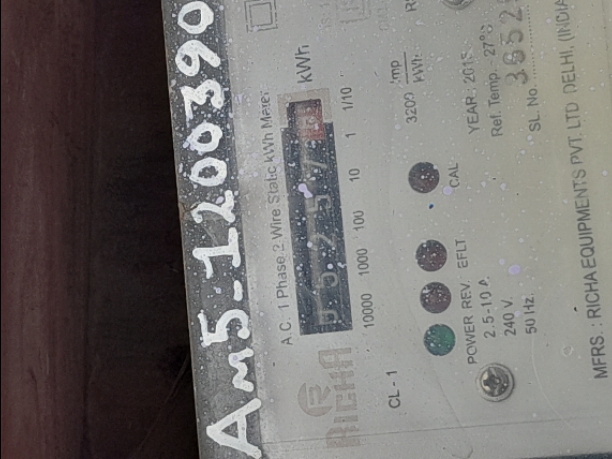 Am5-1200390
A.C. 1 Phase 2 Wire Static kWh Meter
kWh
10000 1000 100 10 1 1/10
RICHA
CL - 1
3200 imp/kWh
CAL
POWER REV. EFLT
2.5-10 A
240 V
50 Hz.
YEAR : 2015
Ref. Temp. - 27°
SL. No.
MFRS. : RICHA EQUIPMENTS PVT. LTD DELHI, (INDIA